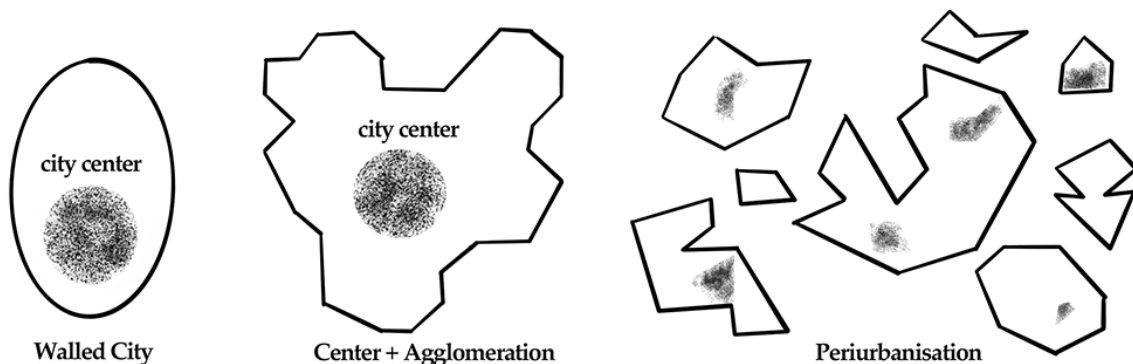 city center
Walled City
city center
Center + Agglomeration
Periurbanisation